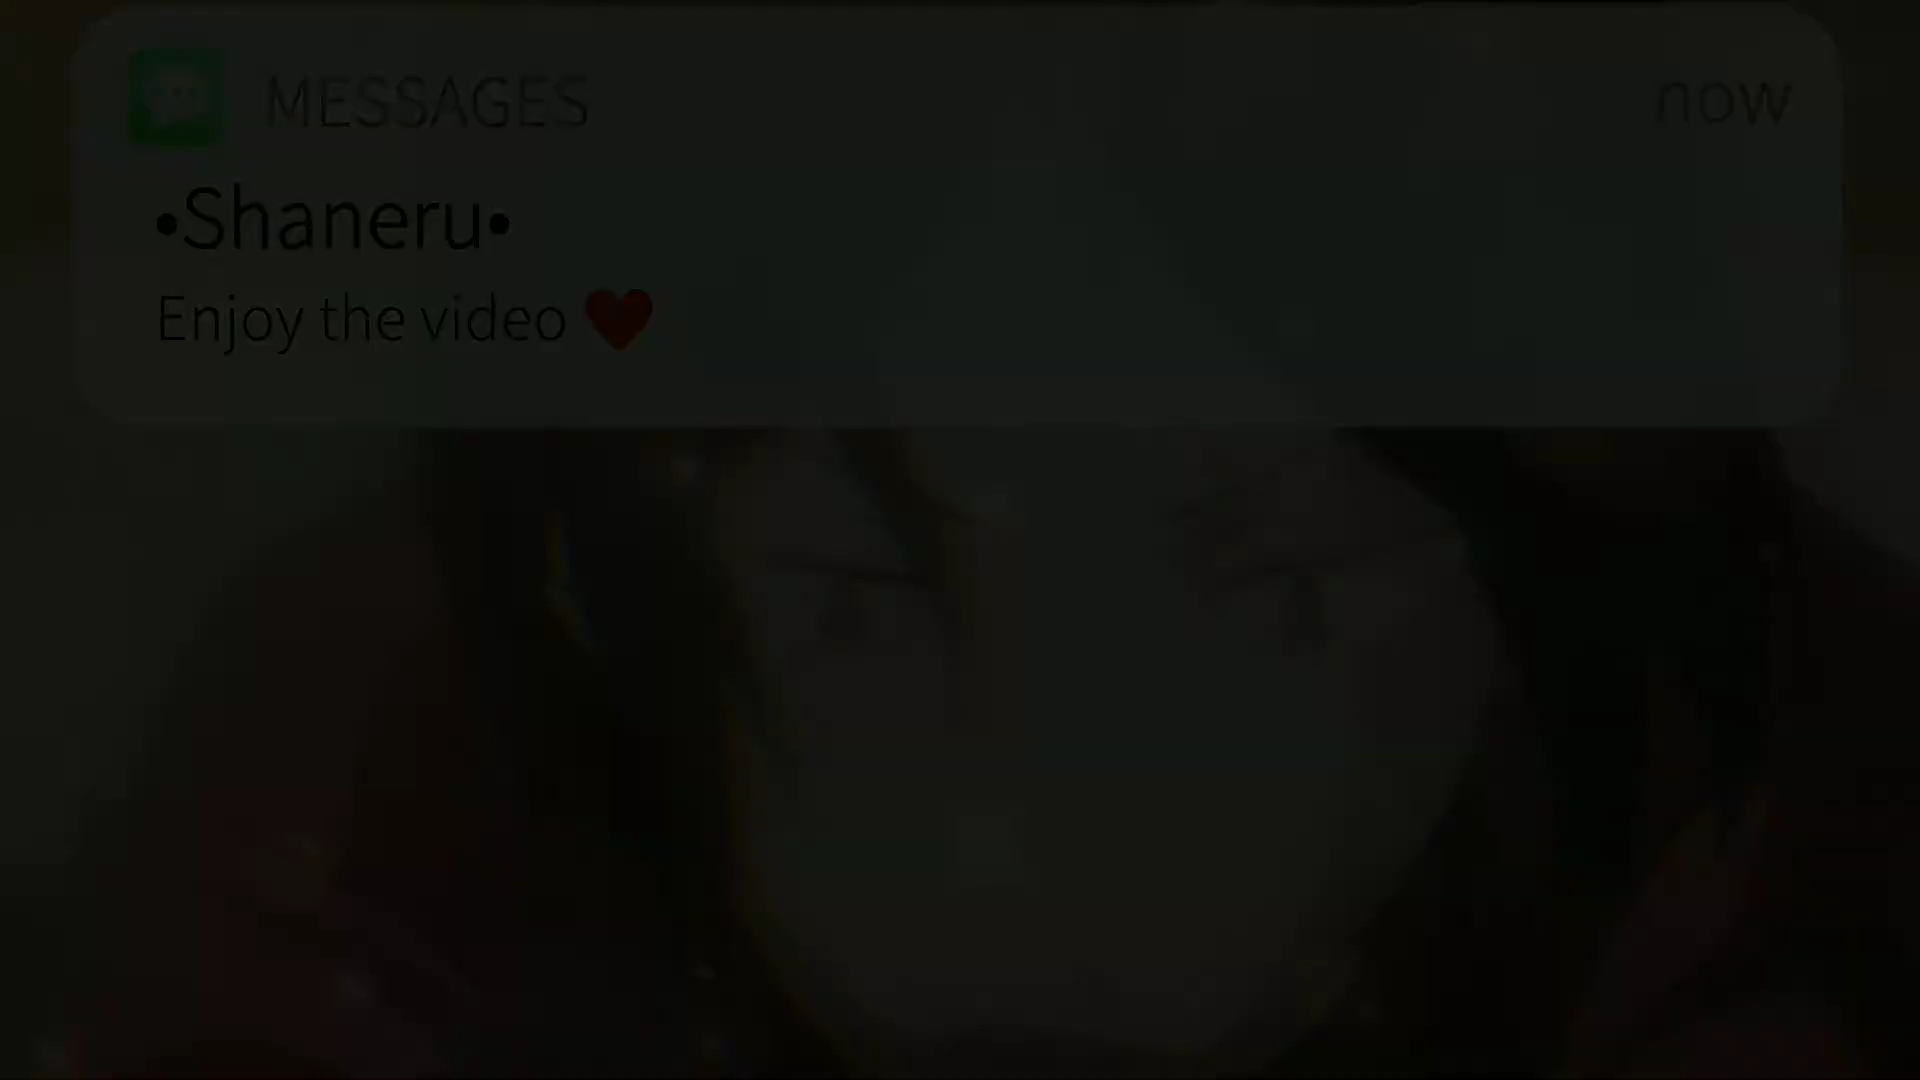 MESSAGES
now
•Shaneru•
Enjoy the video ❤️